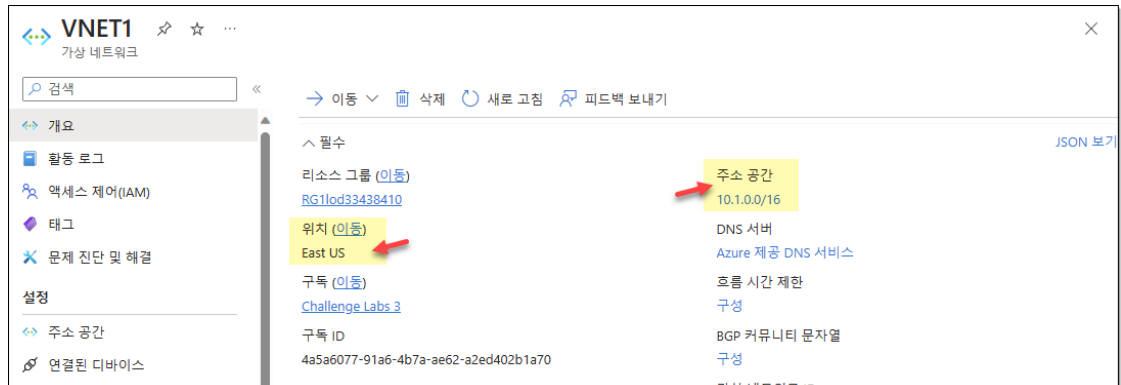 VNET1
가상 네트워크
검색
이동 삭제 새로 고침 피드백 보내기
개요
활동 로그
액세스 제어(IAM)
태그
문제 진단 및 해결
설정
주소 공간
연결된 디바이스
필수
JSON 보기
리소스 그룹 (이동)
RG1lod33438410
위치 (이동)
East US
구독 (이동)
Challenge Labs 3
구독 ID
4a5a6077-91a6-4b7a-ae62-a2ed402b1a70
주소 공간
10.1.0.0/16
DNS 서버
Azure 제공 DNS 서비스
흐름 시간 제한
구성
BGP 커뮤니티 문자열
구성